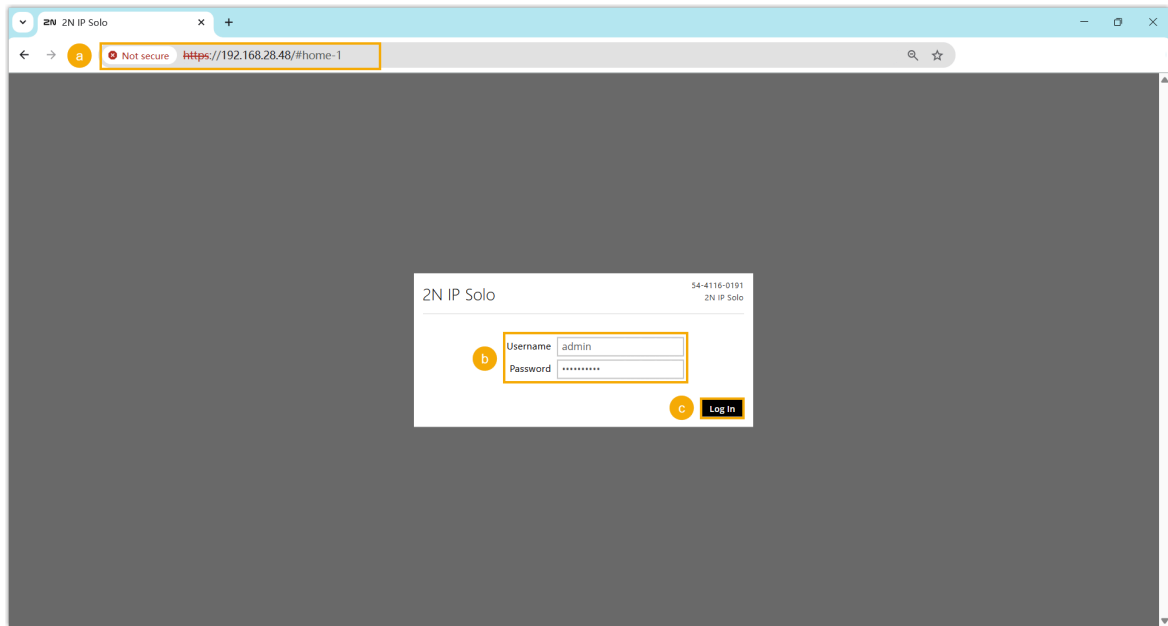 2N 2N IP Solo
a Not secure https://192.168.28.48/#home-1
2N IP Solo
54-4116-0191
2N IP Solo
b
Username admin
Password ••••••••••
c Log In